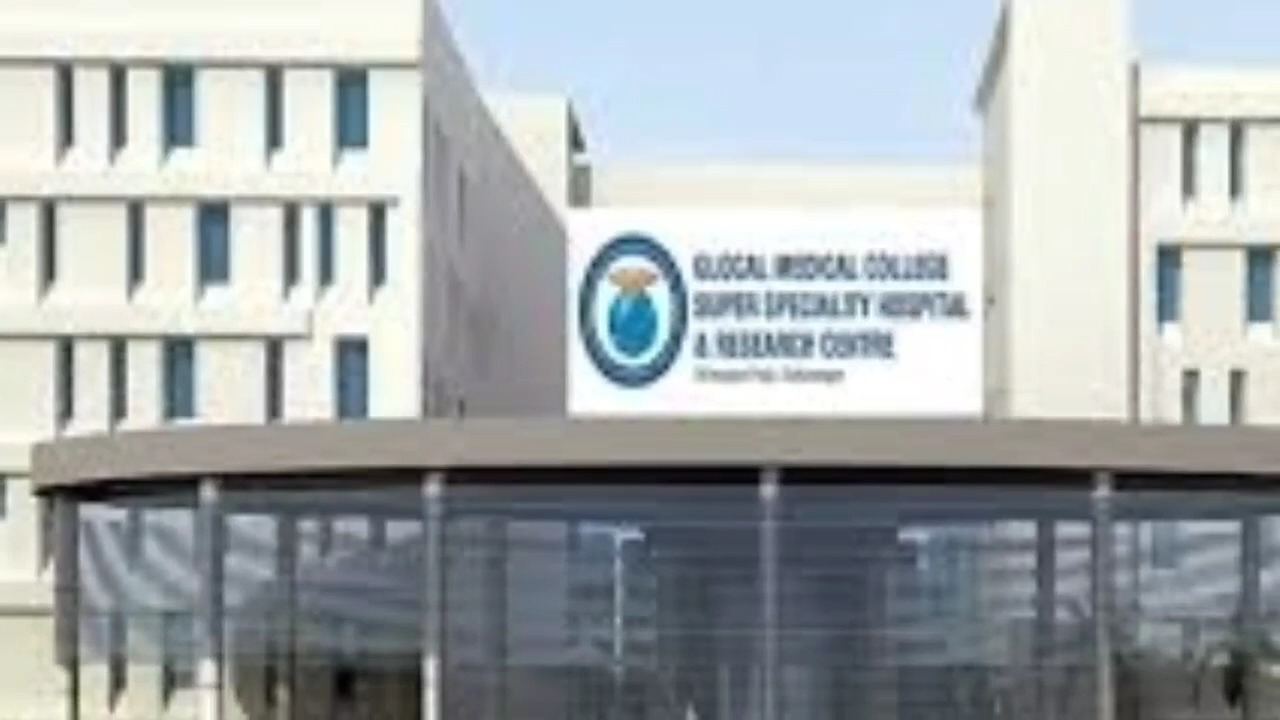 GLOCAL MEDICAL COLLEGE
SUPER SPECIALITY HOSPITAL
& RESEARCH CENTRE